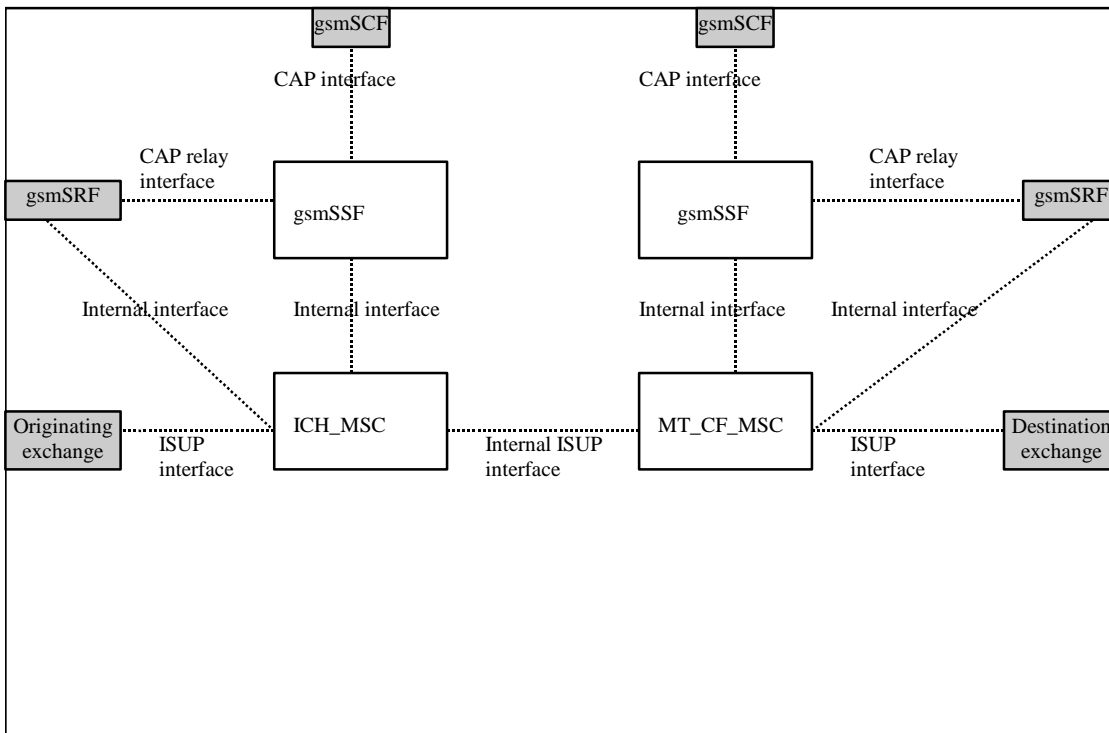 gsmSCF
gsmSCF
CAP interface
CAP interface
CAP relay
interface
CAP relay
interface
gsmSRF
gsmSSF
gsmSSF
gsmSRF
Internal interface
Internal interface
Internal interface
Internal interface
Originating
exchange
ISUP
interface
ICH_MSC
Internal ISUP
interface
MT_CF_MSC
ISUP
interface
Destination
exchange